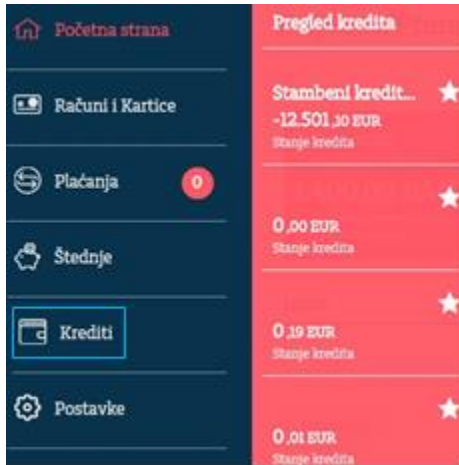 Početna strana
Računi i Kartice
Plaćanja
0
Štednje
Krediti
Postavke
Pregled kredita
Stambeni kredit...
-12.501 ,10 EUR
Stanje kredita
0 ,00 EUR
Stanje kredita
0 ,19 EUR
Stanje kredita
0 ,01 EUR
Stanje kredita